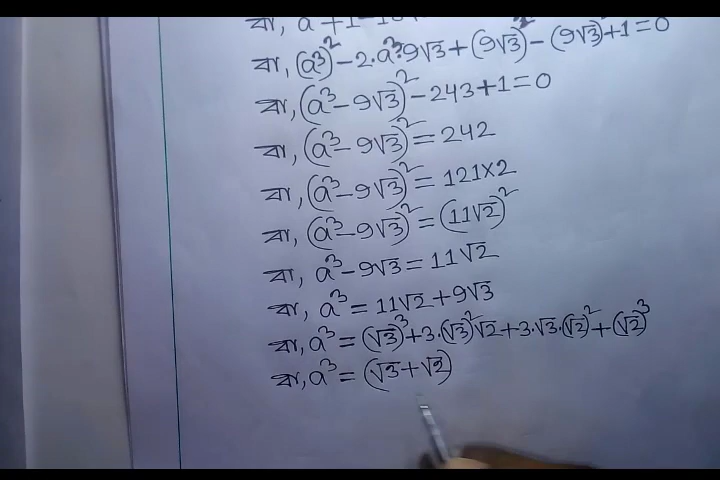 বা, a⁶+1-18√
বা, (a³)²-2·a³·9√3+(9√3)²-(9√3)²+1=0
বা, (a³-9√3)²-243+1=0
বা, (a³-9√3)²=242
বা, (a³-9√3)²=121×2
বা, (a³-9√3)²=(11√2)²
বা, a³-9√3=11√2
বা, a³=11√2+9√3
বা, a³=(√3)³+3·(√3)²√2+3·√3·(√2)²+(√2)³
বা, a³=(√3+√2)